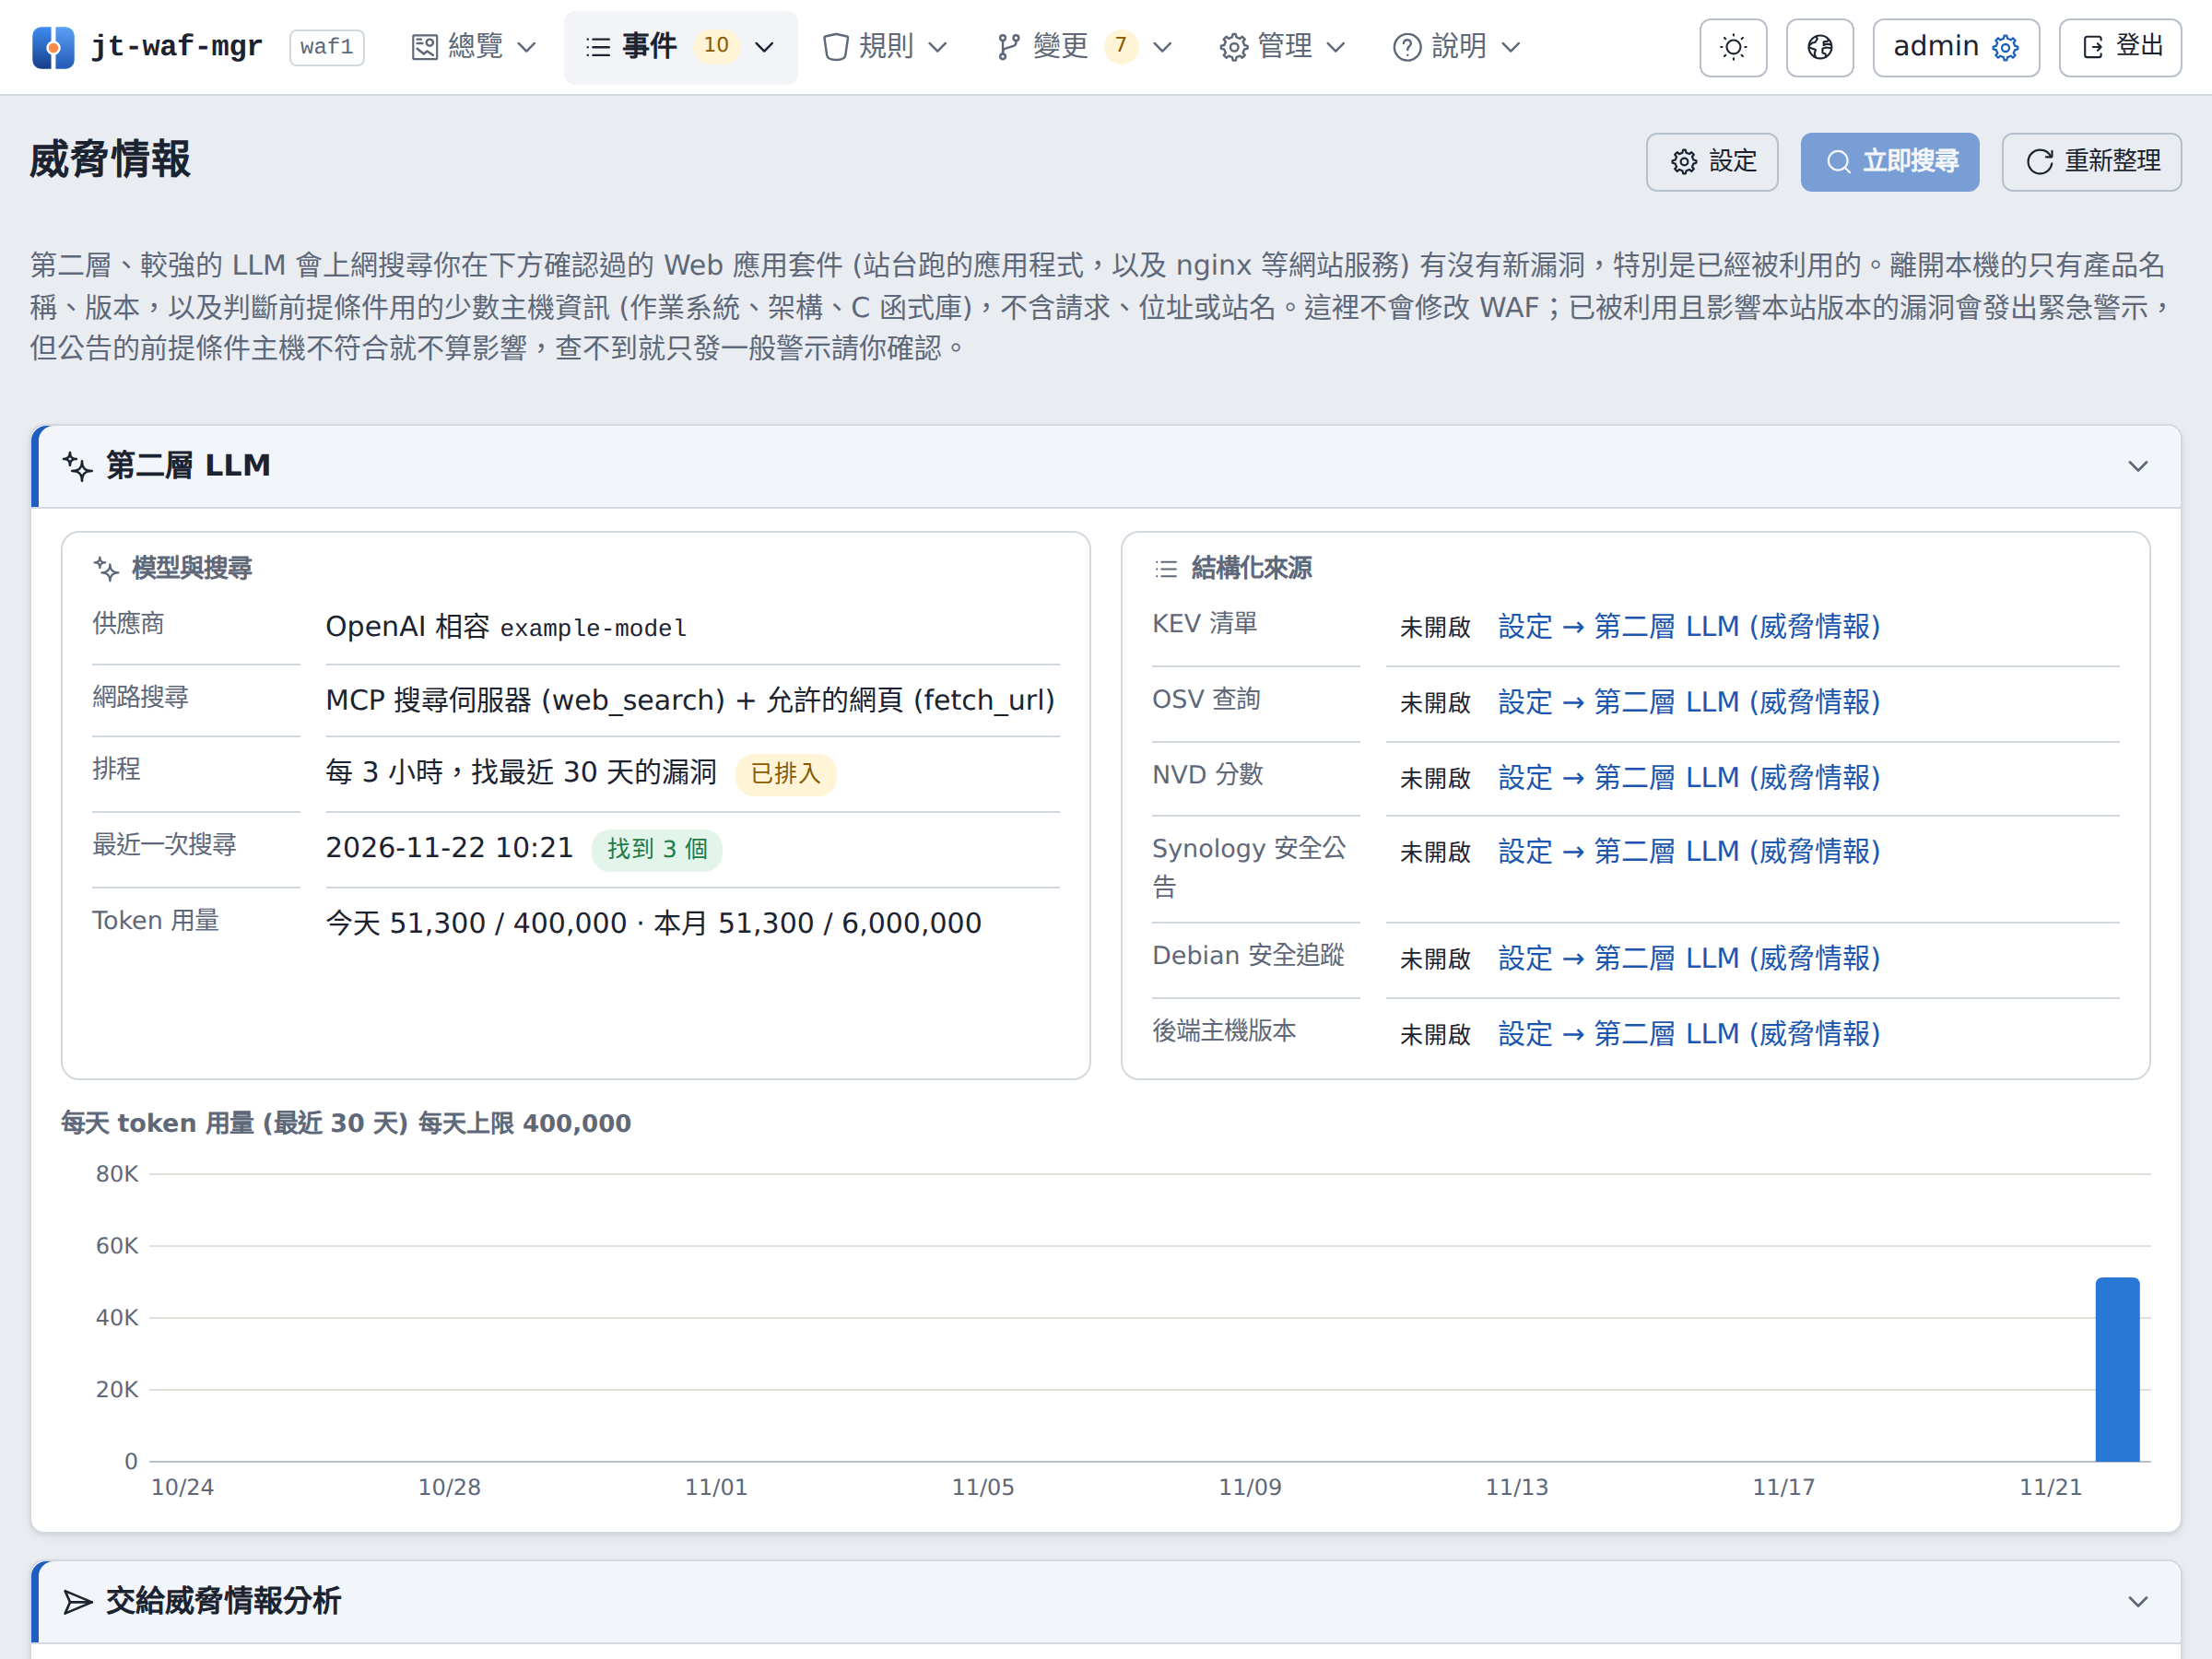 jt-waf-mgr waf1 總覽 事件 10 規則 變更 7 管理 說明 admin 登出
威脅情報 設定 立即搜尋 重新整理
第二層、較強的 LLM 會上網搜尋你在下方確認過的 Web 應用套件 (站台跑的應用程式，以及 nginx 等網站服務) 有沒有新漏洞，特別是已經被利用的。離開本機的只有產品名
稱、版本，以及判斷前提條件用的少數主機資訊 (作業系統、架構、C 函式庫)，不含請求、位址或站名。這裡不會修改 WAF；已被利用且影響本站版本的漏洞會發出緊急警示，
但公告的前提條件主機不符合就不算影響，查不到就只發一般警示請你確認。
第二層 LLM
模型與搜尋
供應商 OpenAI 相容 example-model
網路搜尋 MCP 搜尋伺服器 (web_search) + 允許的網頁 (fetch_url)
排程 每 3 小時，找最近 30 天的漏洞 已排入
最近一次搜尋 2026-11-22 10:21 找到 3 個
Token 用量 今天 51,300 / 400,000 · 本月 51,300 / 6,000,000
結構化來源
KEV 清單 未開啟 設定 → 第二層 LLM (威脅情報)
OSV 查詢 未開啟 設定 → 第二層 LLM (威脅情報)
NVD 分數 未開啟 設定 → 第二層 LLM (威脅情報)
Synology 安全公 未開啟 設定 → 第二層 LLM (威脅情報)
告
Debian 安全追蹤 未開啟 設定 → 第二層 LLM (威脅情報)
後端主機版本 未開啟 設定 → 第二層 LLM (威脅情報)
每天 token 用量 (最近 30 天) 每天上限 400,000
80K
60K
40K
20K
0
10/24 10/28 11/01 11/05 11/09 11/13 11/17 11/21
交給威脅情報分析